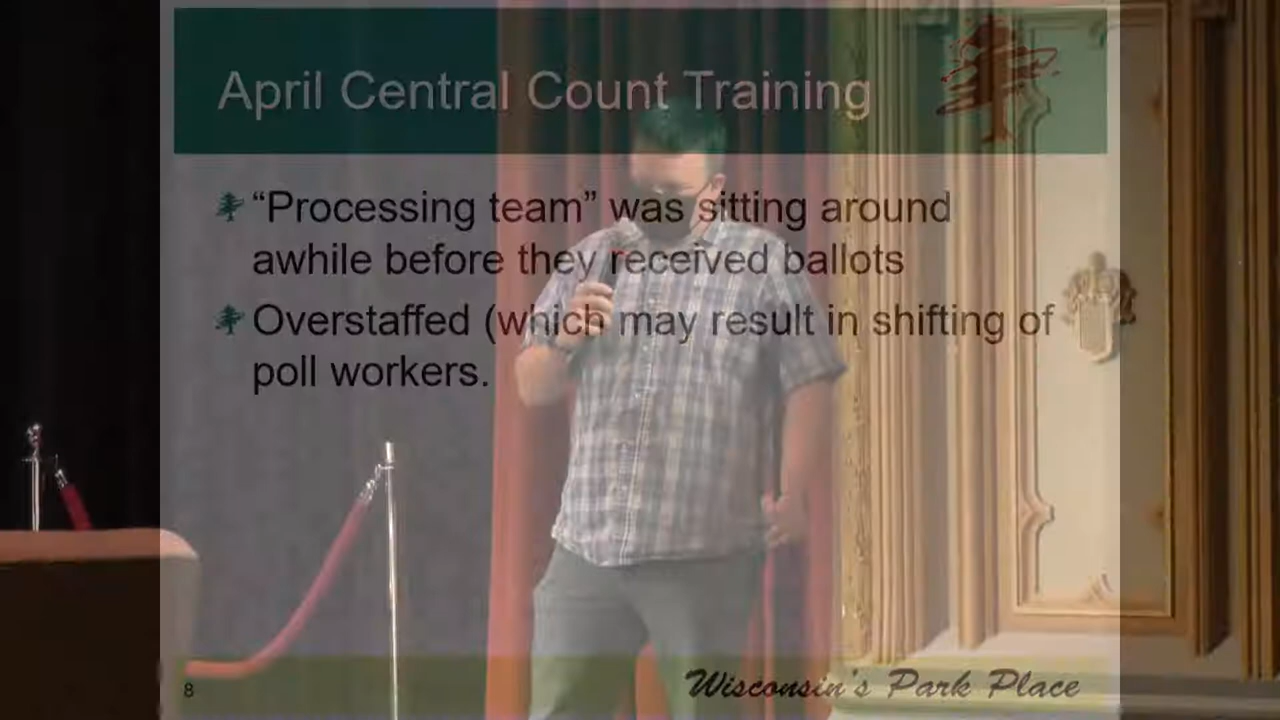 April Central Count Training
“Processing team” was sitting around
awhile before they received ballots
Overstaffed (which may result in shifting of
poll workers.
8
Wisconsin’s Park Place